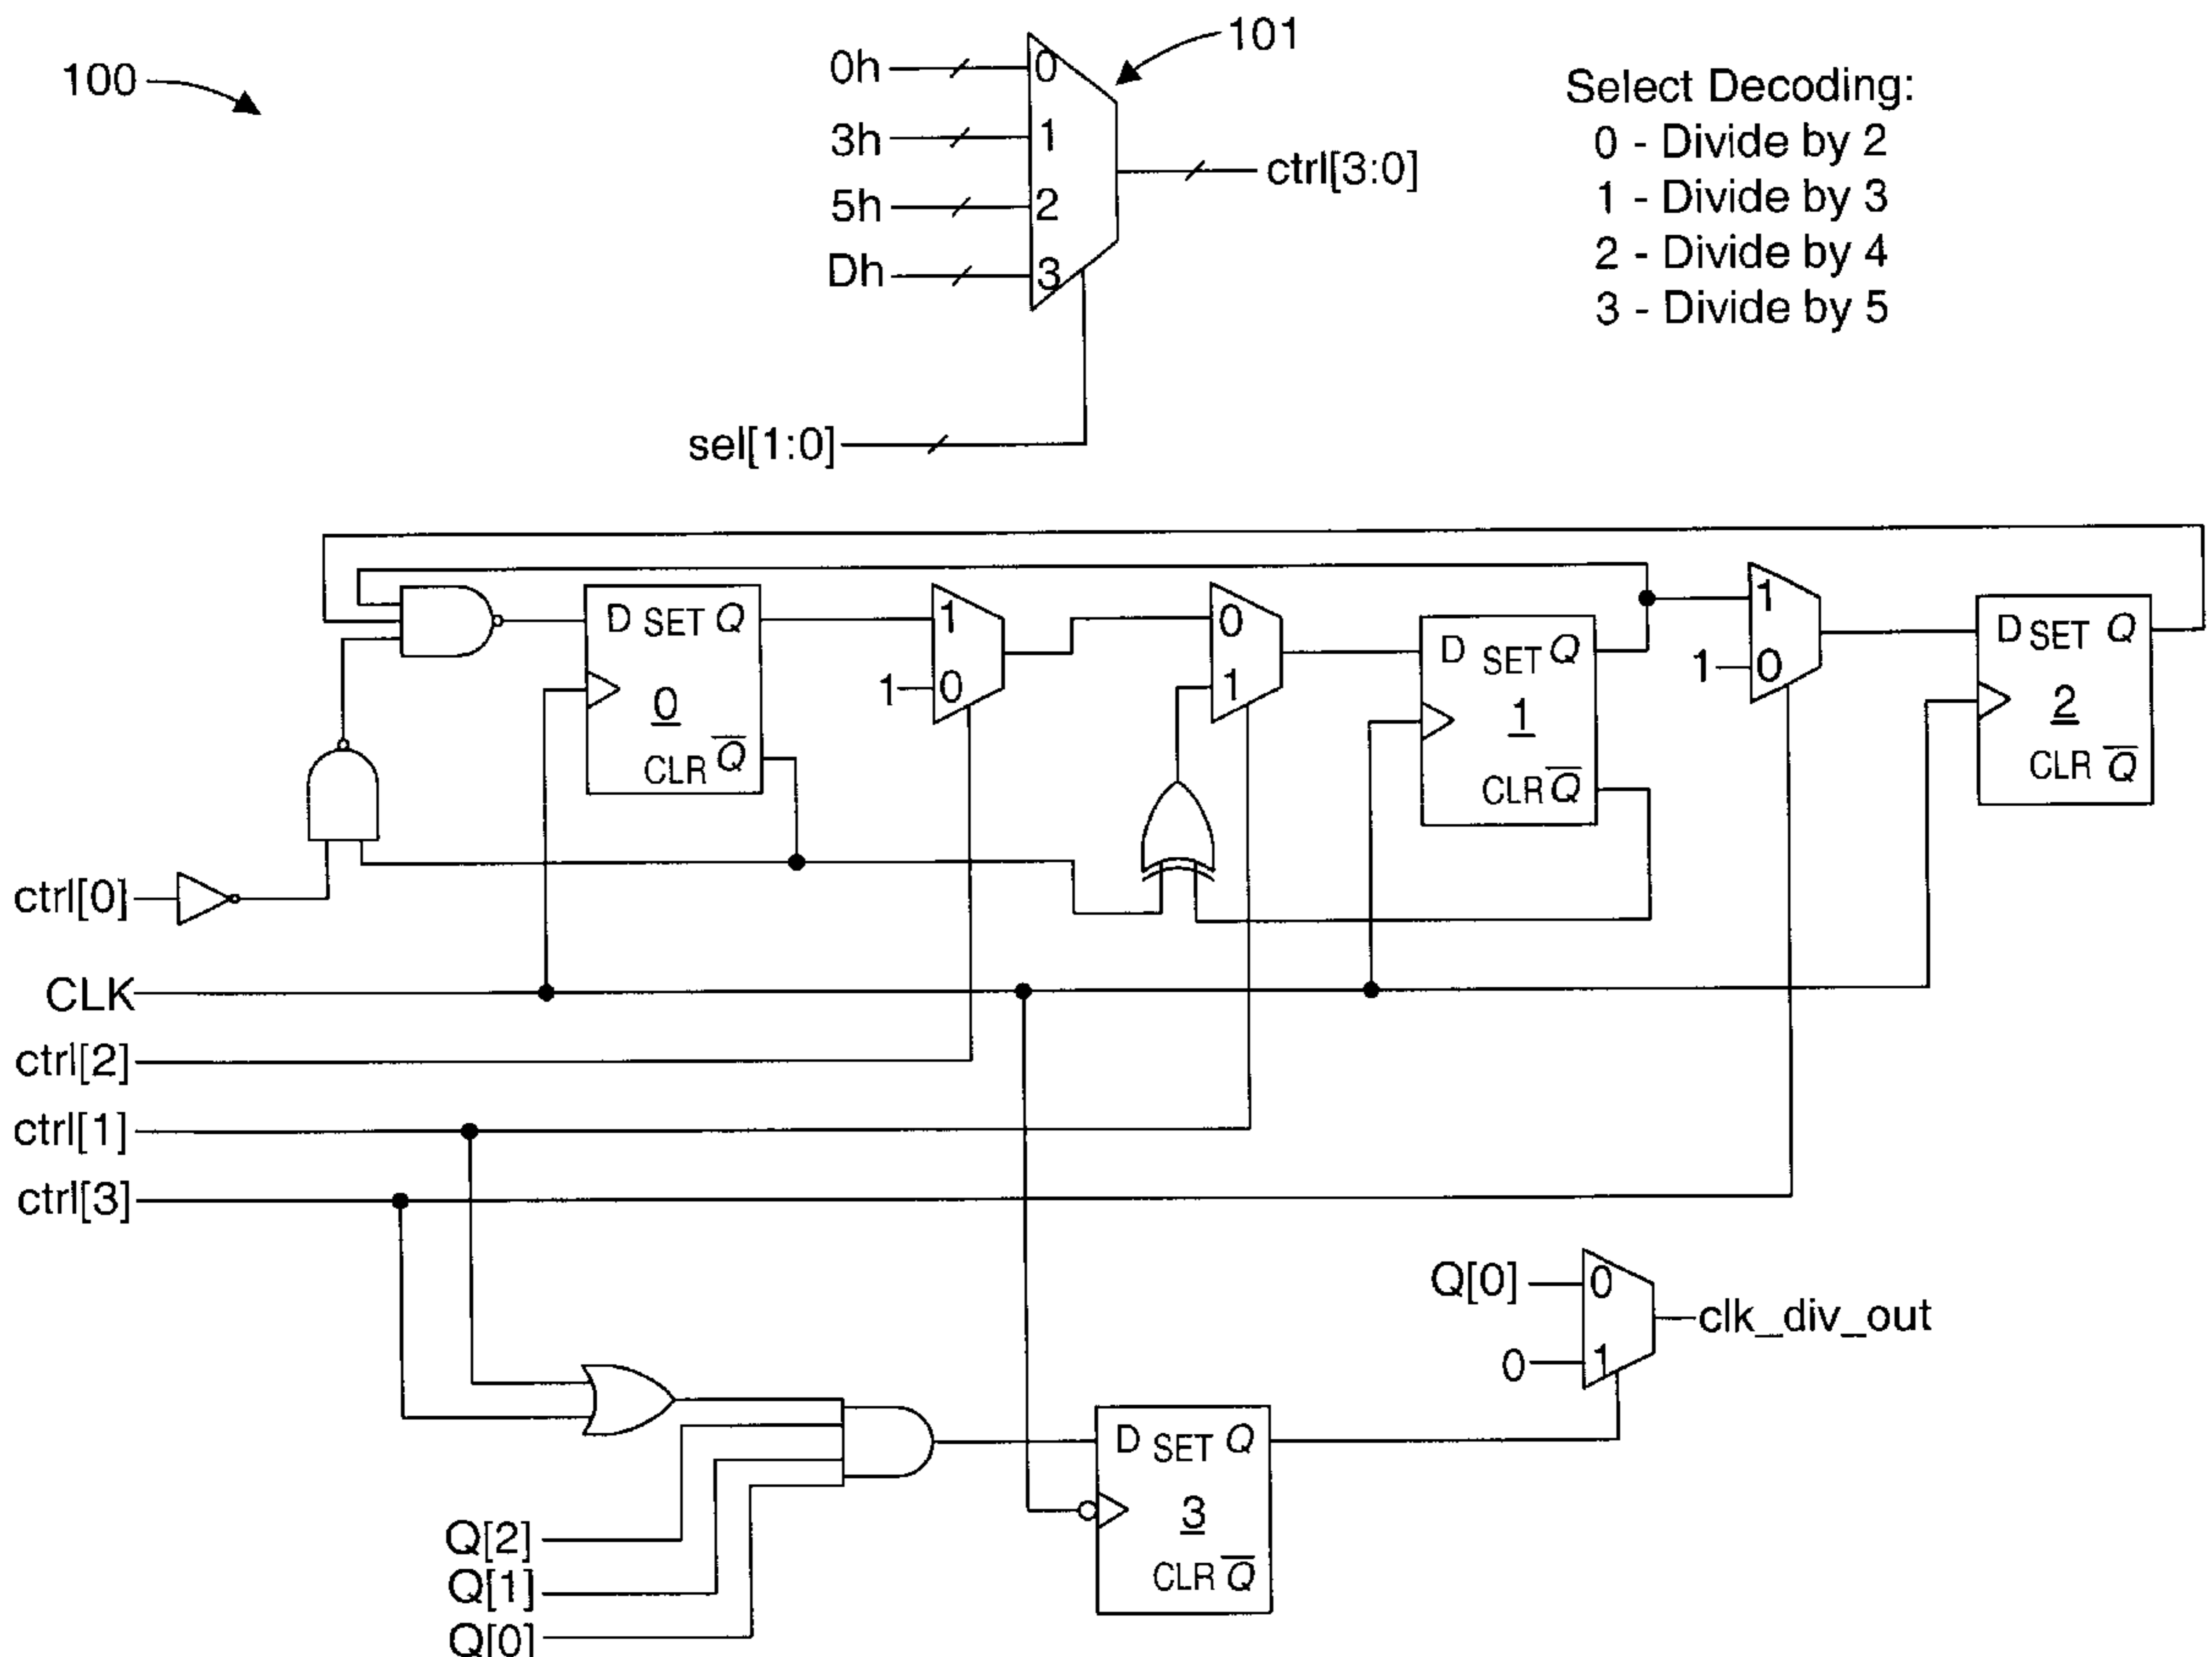 100
101
0h
3h
5h
Dh
0
1
2
3
ctrl[3:0]
sel[1:0]
Select Decoding:
0 - Divide by 2
1 - Divide by 3
2 - Divide by 4
3 - Divide by 5
D SET Q
0
CLR Q̅
1
1
0
0
1
D SET Q
1
CLR Q̅
1
1
0
D SET Q
2
CLR Q̅
ctrl[0]
CLK
ctrl[2]
ctrl[1]
ctrl[3]
Q[2]
Q[1]
Q[0]
D SET Q
3
CLR Q̅
Q[0]
0
0
1
clk_div_out